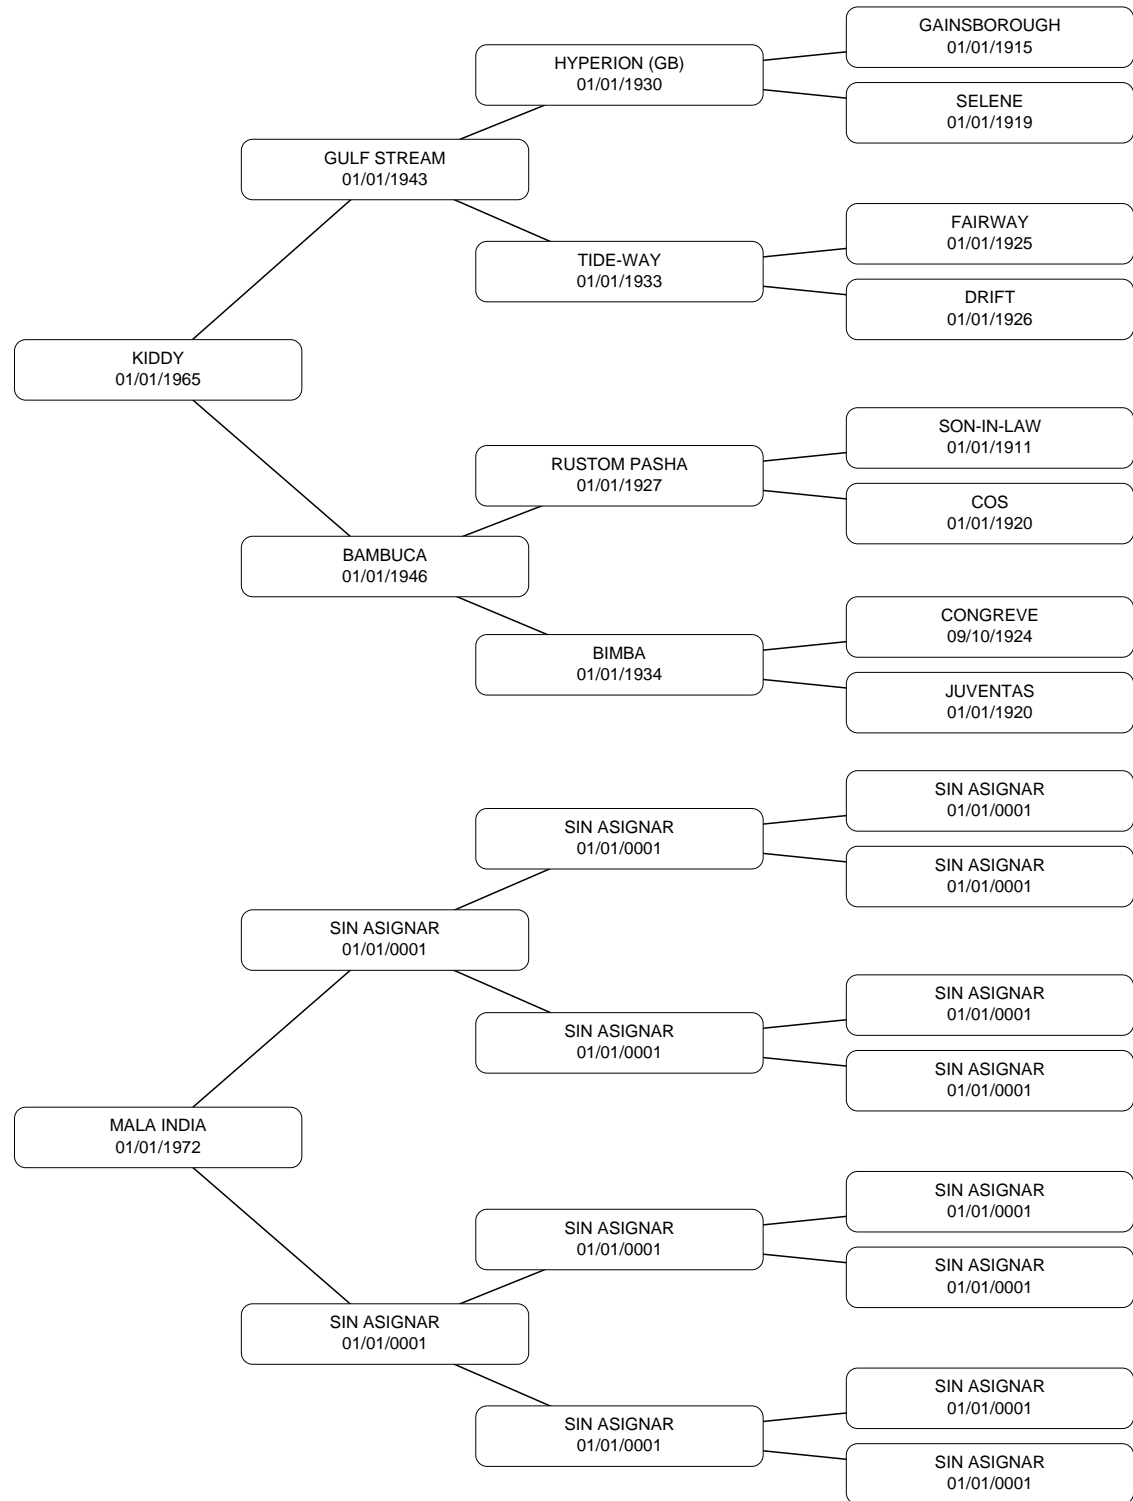 GAINSBOROUGH
01/01/1915
HYPERION (GB)
01/01/1930
SELENE
01/01/1919
GULF STREAM
01/01/1943
FAIRWAY
01/01/1925
TIDE-WAY
01/01/1933
DRIFT
01/01/1926
KIDDY
01/01/1965
SON-IN-LAW
01/01/1911
RUSTOM PASHA
01/01/1927
COS
01/01/1920
BAMBUCA
01/01/1946
CONGREVE
09/10/1924
BIMBA
01/01/1934
JUVENTAS
01/01/1920
SIN ASIGNAR
01/01/0001
SIN ASIGNAR
01/01/0001
SIN ASIGNAR
01/01/0001
SIN ASIGNAR
01/01/0001
SIN ASIGNAR
01/01/0001
SIN ASIGNAR
01/01/0001
SIN ASIGNAR
01/01/0001
MALA INDIA
01/01/1972
SIN ASIGNAR
01/01/0001
SIN ASIGNAR
01/01/0001
SIN ASIGNAR
01/01/0001
SIN ASIGNAR
01/01/0001
SIN ASIGNAR
01/01/0001
SIN ASIGNAR
01/01/0001
SIN ASIGNAR
01/01/0001